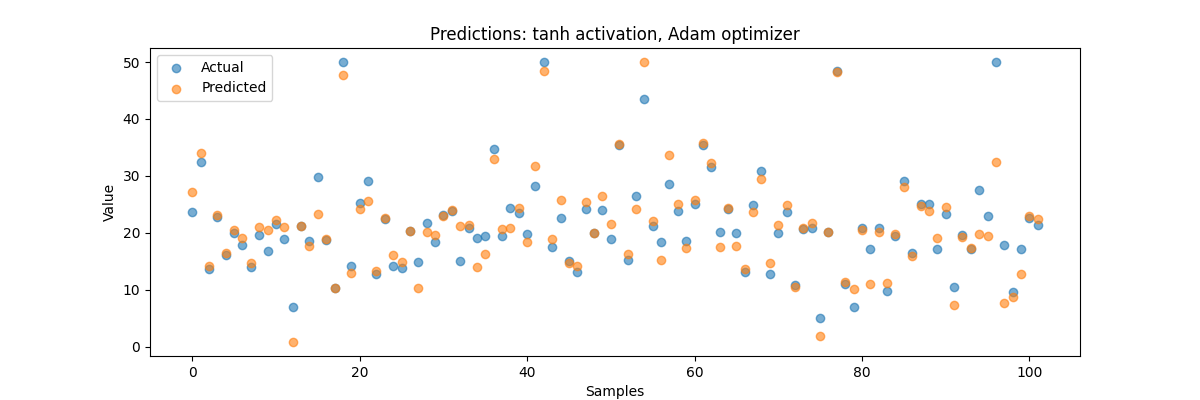 Predictions: tanh activation, Adam optimizer
Actual
Predicted
Value
50
40
30
20
10
0
0 20 40 60 80 100
Samples